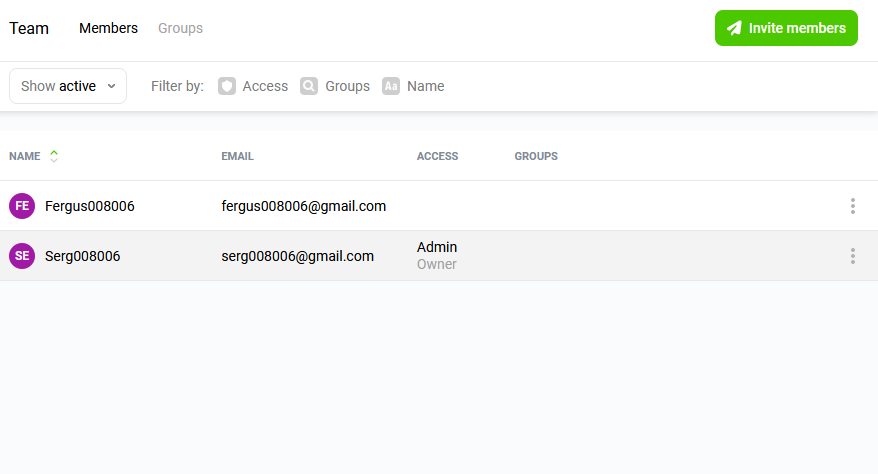 Team Members Groups Invite members
Show active Filter by: Access Groups Aa Name
NAME EMAIL ACCESS GROUPS
FE Fergus008006 fergus008006@gmail.com
SE Serg008006 serg008006@gmail.com Admin
Owner